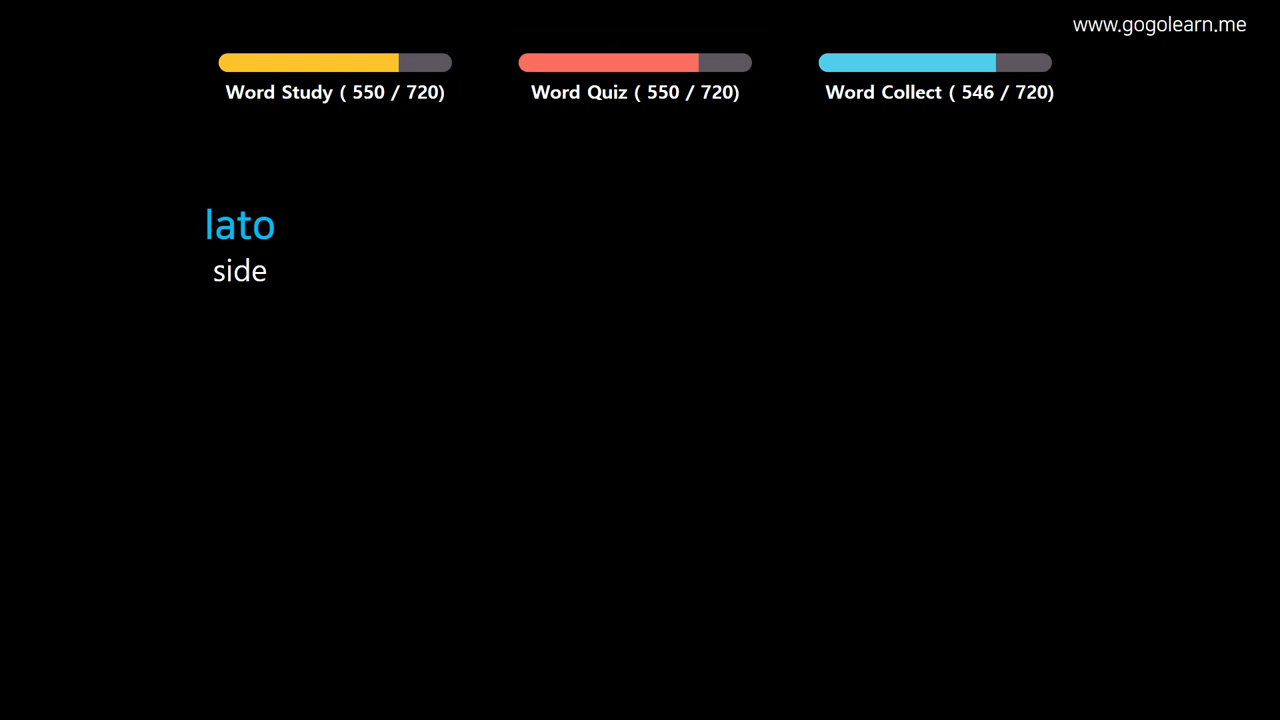 www.gogolearn.me
Word Study ( 550 / 720)
Word Quiz ( 550 / 720)
Word Collect ( 546 / 720)
lato
side